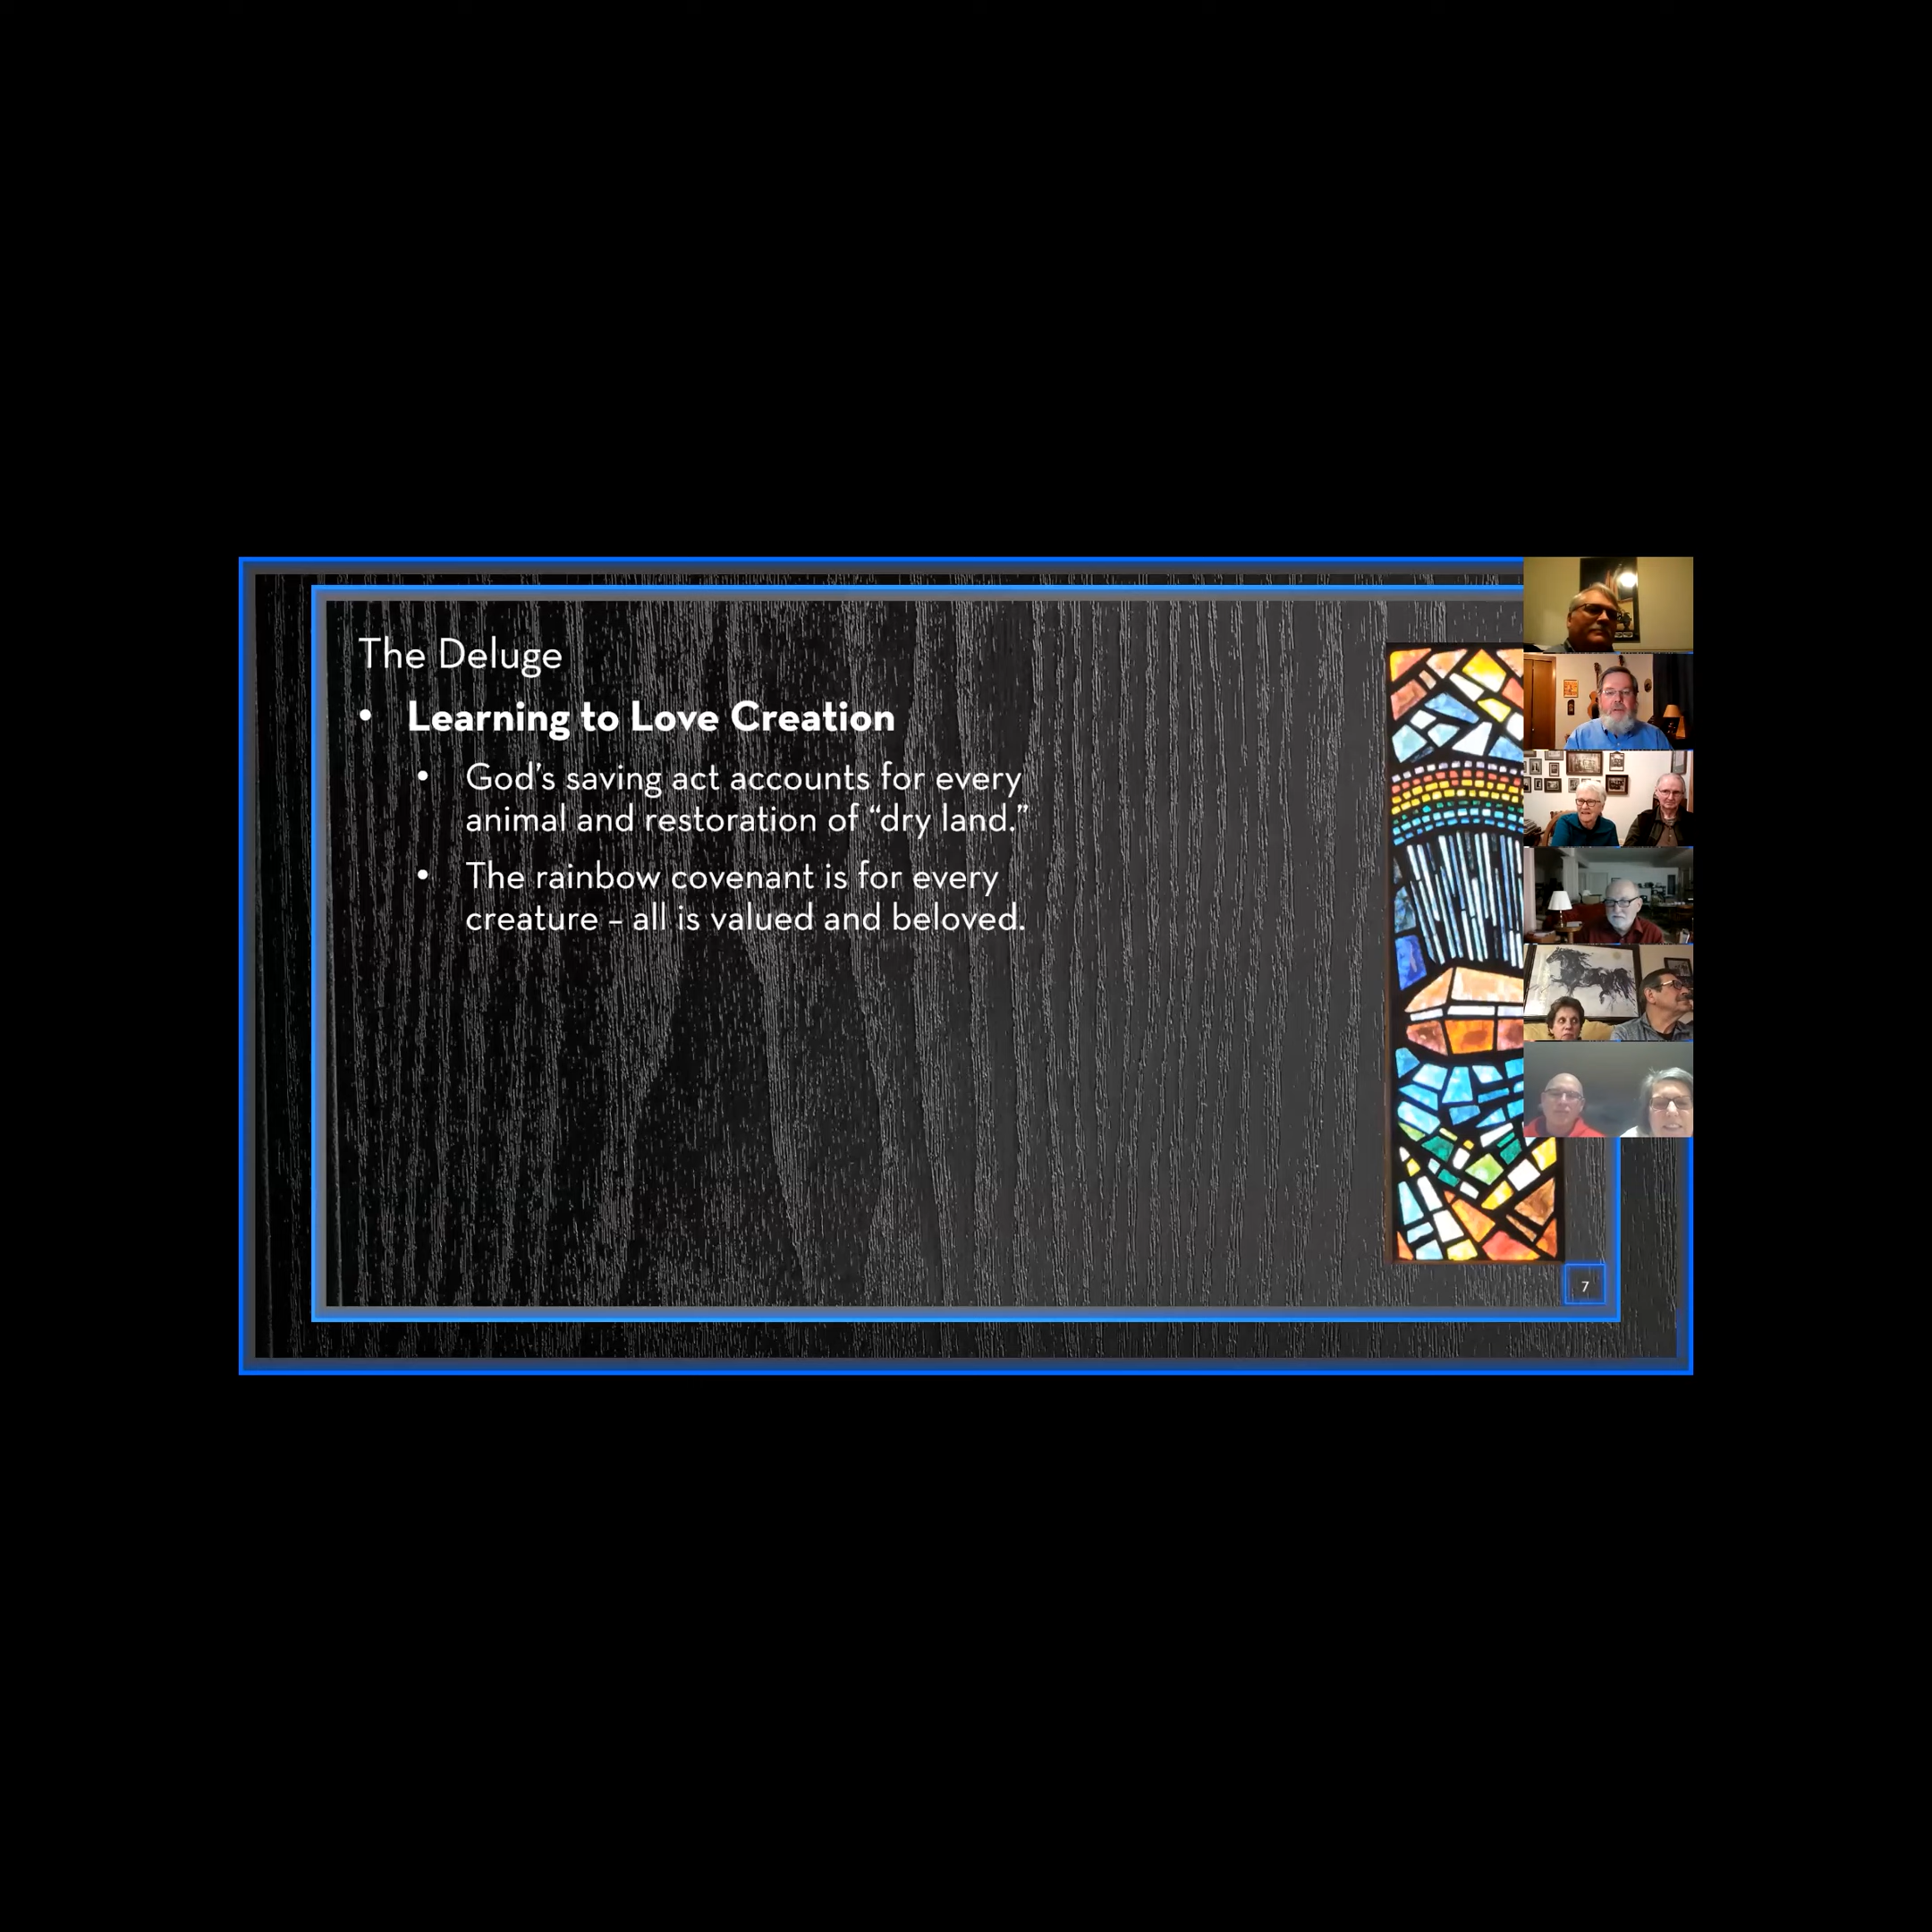 The Deluge
• Learning to Love Creation
• God’s saving act accounts for every
animal and restoration of “dry land.”
• The rainbow covenant is for every
creature – all is valued and beloved.
7